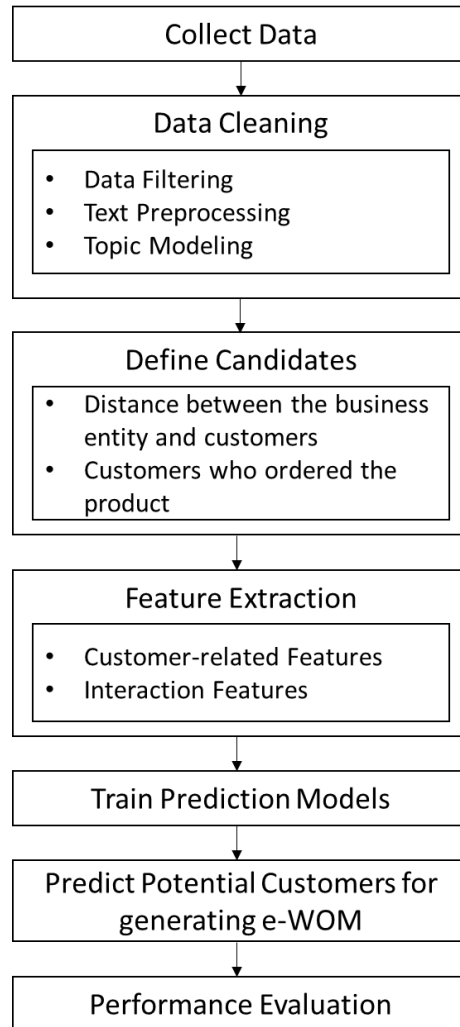 Collect Data
Data Cleaning
• Data Filtering
• Text Preprocessing
• Topic Modeling
Define Candidates
• Distance between the business
entity and customers
• Customers who ordered the
product
Feature Extraction
• Customer-related Features
• Interaction Features
Train Prediction Models
Predict Potential Customers for
generating e-WOM
Performance Evaluation